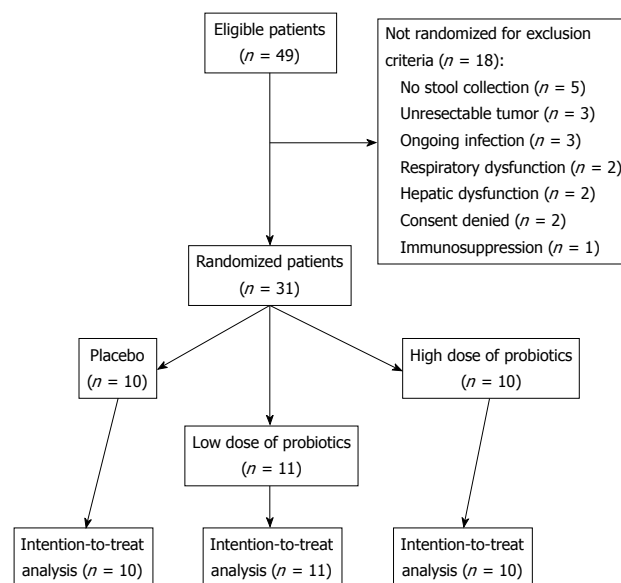 Eligible patients
(n = 49)
Not randomized for exclusion
criteria (n = 18):
No stool collection (n = 5)
Unresectable tumor (n = 3)
Ongoing infection (n = 3)
Respiratory dysfunction (n = 2)
Hepatic dysfunction (n = 2)
Consent denied (n = 2)
Immunosuppression (n = 1)
Randomized patients
(n = 31)
Placebo
(n = 10)
Low dose of probiotics
(n = 11)
High dose of probiotics
(n = 10)
Intention-to-treat
analysis (n = 10)
Intention-to-treat
analysis (n = 11)
Intention-to-treat
analysis (n = 10)